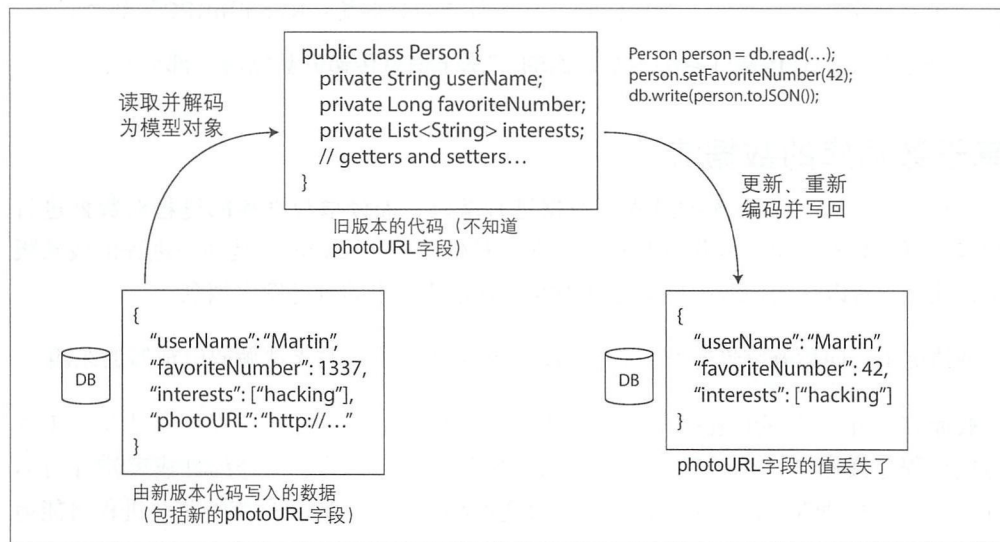 public class Person {
private String userName;
private Long favoriteNumber;
private List<String> interests;
// getters and setters…
}
Person person = db.read(…);
person.setFavoriteNumber(42);
db.write(person.toJSON());
读取并解码
为模型对象
旧版本的代码（不知道
photoURL字段）
更新、重新
编码并写回
DB
{
“userName”: “Martin”,
“favoriteNumber”: 1337,
“interests”: [“hacking”],
“photoURL”: “http://…”
}
由新版本代码写入的数据
（包括新的photoURL字段）
DB
{
“userName”: “Martin”,
“favoriteNumber”: 42,
“interests”: [“hacking”]
}
photoURL字段的值丢失了